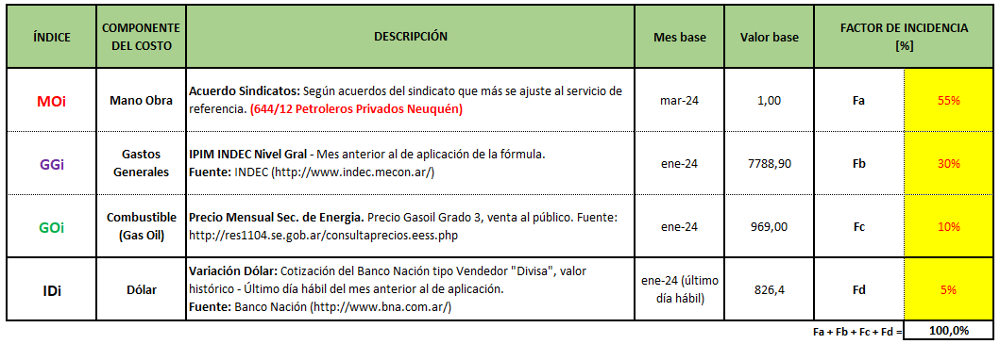 ÍNDICE
COMPONENTE
DEL COSTO
DESCRIPCIÓN
Mes base
Valor base
FACTOR DE INCIDENCIA
[%]
MOi
Mano Obra
Acuerdo Sindicatos: Según acuerdos del sindicato que más se ajuste al servicio de
referencia. (644/12 Petroleros Privados Neuquén)
mar-24
1,00
Fa
55%
GGi
Gastos
Generales
IPIM INDEC Nivel Gral - Mes anterior al de aplicación de la fórmula.
Fuente: INDEC (http://www.indec.mecon.ar/)
ene-24
7788,90
Fb
30%
GOi
Combustible
(Gas Oil)
Precio Mensual Sec. de Energia. Precio Gasoil Grado 3, venta al público. Fuente:
http://res1104.se.gob.ar/consultaprecios.eess.php
ene-24
969,00
Fc
10%
IDi
Dólar
Variación Dólar: Cotización del Banco Nación tipo Vendedor "Divisa", valor
histórico - Último día hábil del mes anterior al de aplicación.
Fuente: Banco Nación (http://www.bna.com.ar/)
ene-24 (último
día hábil)
826,4
Fd
5%
Fa + Fb + Fc + Fd =
100,0%